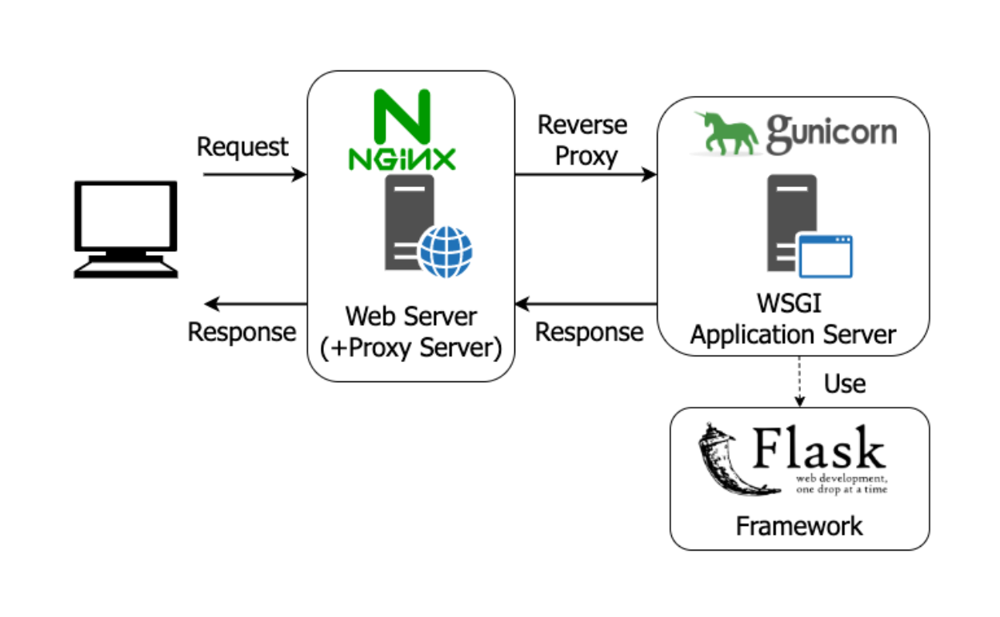 Request
NGiNX
Reverse
Proxy
gunicorn
Response
Web Server
(+Proxy Server)
Response
WSGI
Application Server
Use
Flask
web development,
one drop at a time
Framework